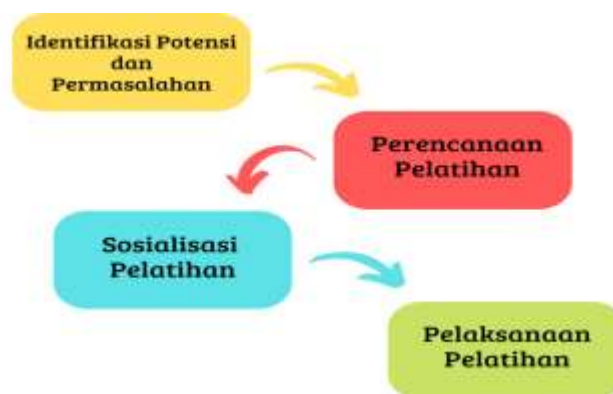 Identifikasi Potensi
dan
Permasalahan
Perencanaan
Pelatihan
Sosialisasi
Pelatihan
Pelaksanaan
Pelatihan